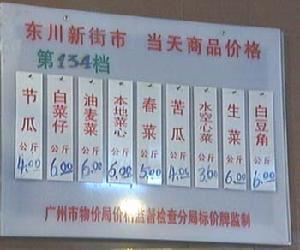 东川新街市 当天商品价格
第134档
节瓜 公斤 4.00
白菜仔 公斤 6.00
油麦菜 公斤 6.00
本地菜心 公斤 6.00
春菜 公斤 5.00
苦瓜 公斤 4.00
水空心菜 公斤 3.00
生菜 公斤 6.00
白豆角 公斤 6.00
广州市物价局价格监督检查分局标价牌监制